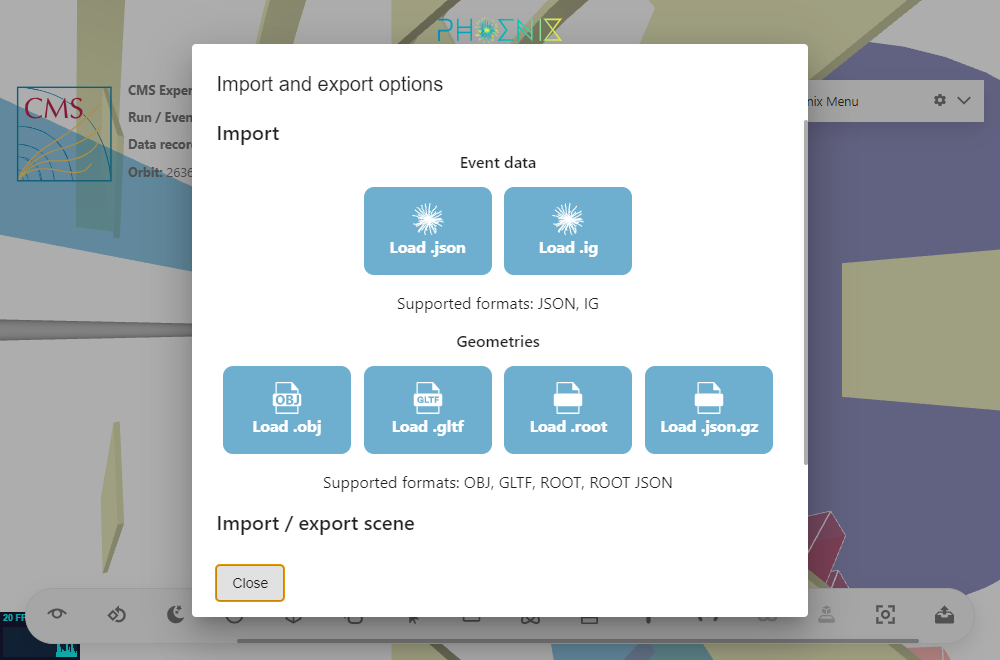 PHOENIX
Import and export options
CMS
CMS Exper
nix Menu
Run / Even
Import
Data recor
Event data
Orbit: 2636
Load .json
Load .ig
Supported formats: JSON, IG
Geometries
OBJ
GLTF
Load .obj
Load .gltf
Load .root
Load .json.gz
Supported formats: OBJ, GLTF, ROOT, ROOT JSON
Import / export scene
Close
20 FP